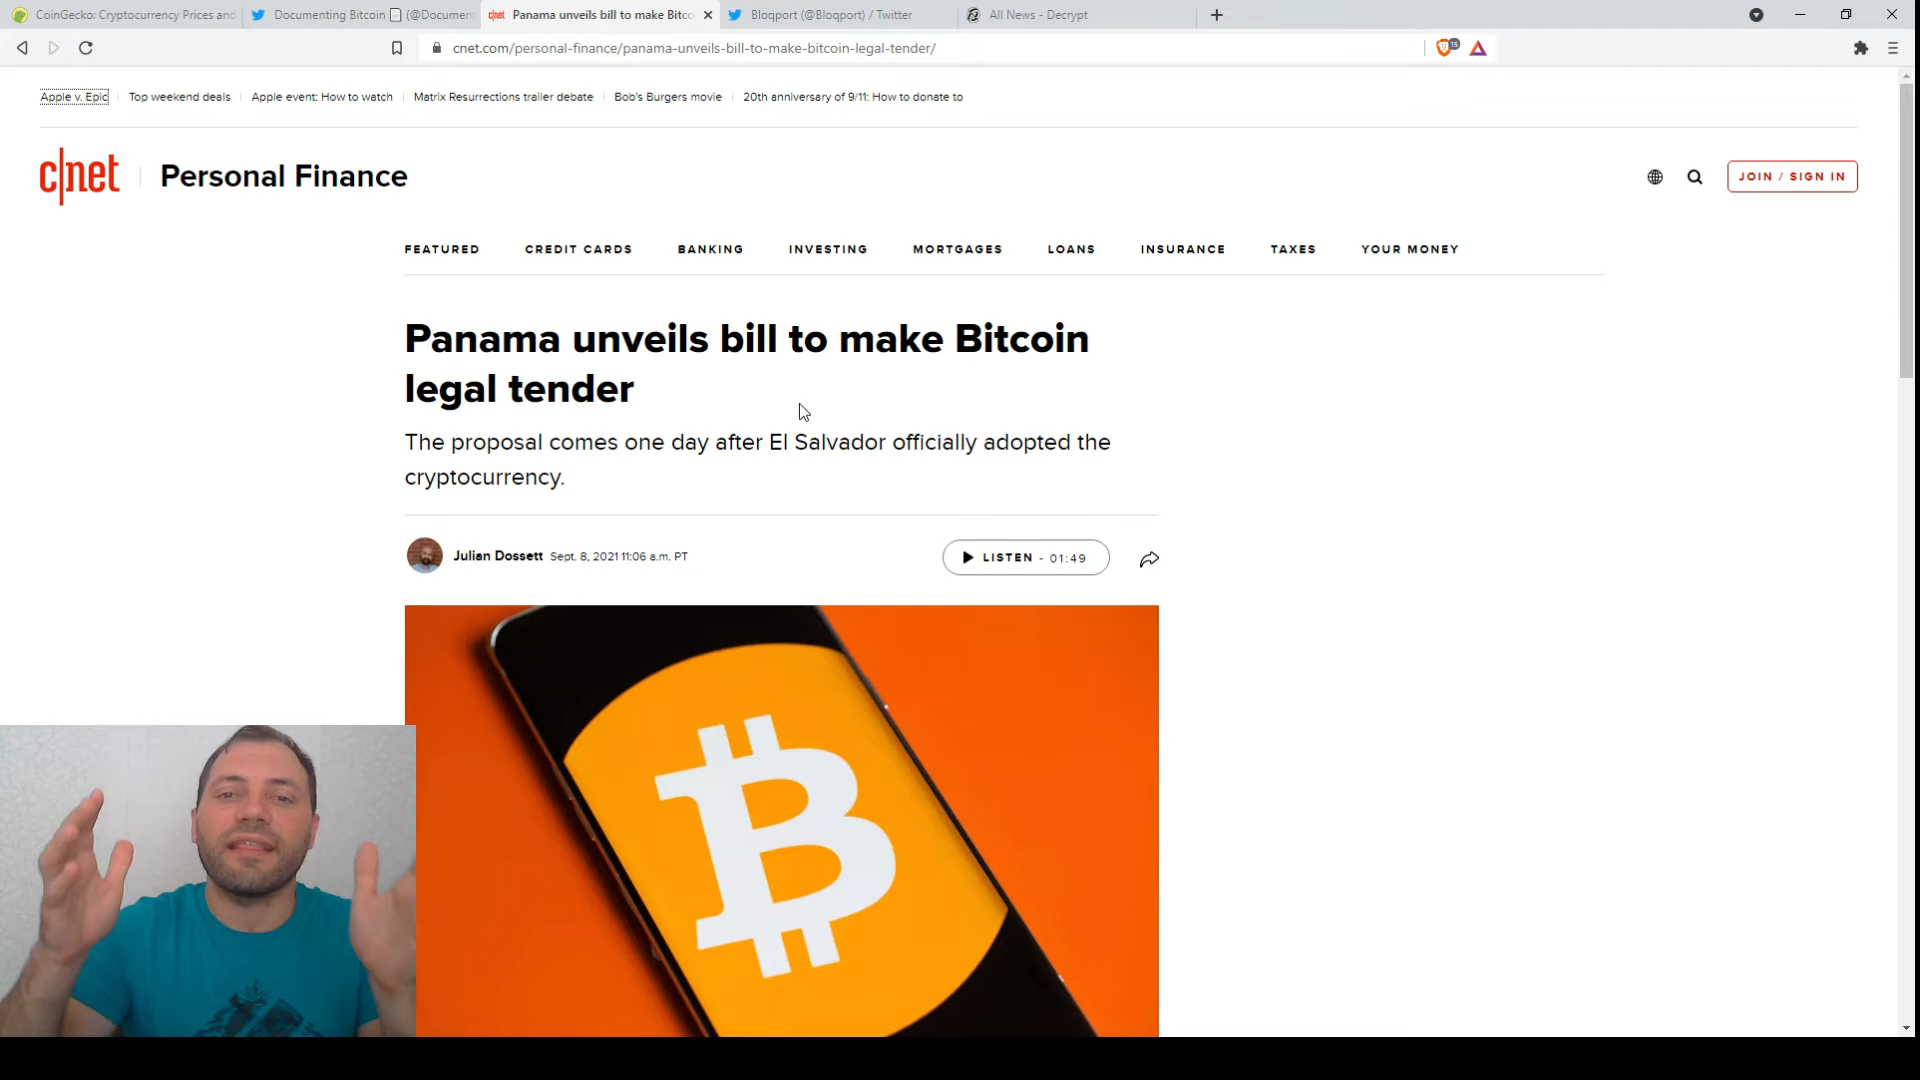 CoinGecko: Cryptocurrency Prices and
Documenting Bitcoin 📄 (@Documen
Panama unveils bill to make Bitco
Bloqport (@Bloqport) / Twitter
All News - Decrypt
cnet.com/personal-finance/panama-unveils-bill-to-make-bitcoin-legal-tender/
15
Apple v. Epic
Top weekend deals
Apple event: How to watch
Matrix Resurrections trailer debate
Bob's Burgers movie
20th anniversary of 9/11: How to donate to
c|net
Personal Finance
JOIN / SIGN IN
FEATURED
CREDIT CARDS
BANKING
INVESTING
MORTGAGES
LOANS
INSURANCE
TAXES
YOUR MONEY
Panama unveils bill to make Bitcoin
legal tender
The proposal comes one day after El Salvador officially adopted the
cryptocurrency.
Julian Dossett Sept. 8, 2021 11:06 a.m. PT
LISTEN - 01:49